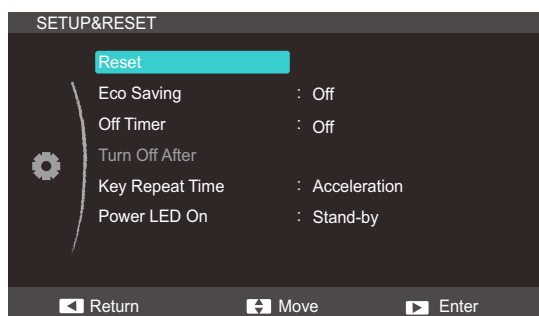 SETUP&RESET
Reset
Eco Saving : Off
Off Timer : Off
Turn Off After
Key Repeat Time : Acceleration
Power LED On : Stand-by
Return Move Enter